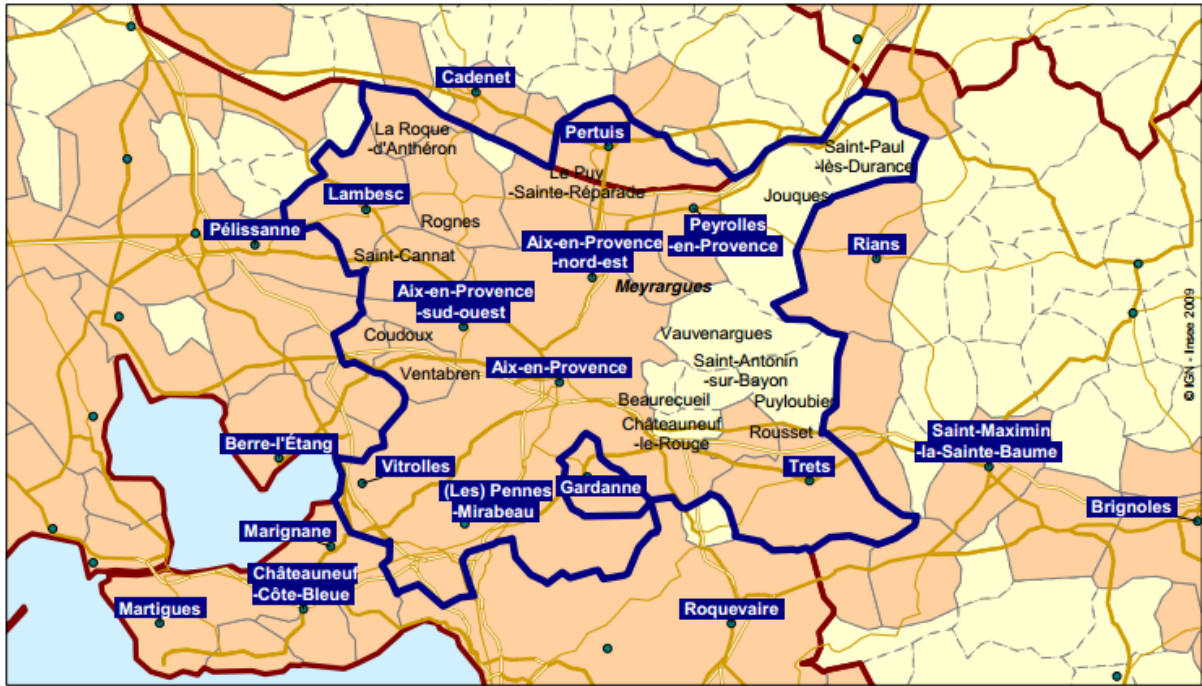 Cadenet
La Roque
-d'Anthéron
Pertuis
Saint-Paul
-lès-Durance
Le Puy
-Sainte-Réparade
Lambesc
Jouques
Rognes
Peyrolles
-en-Provence
Pélissanne
Aix-en-Provence
-nord-est
Rians
Saint-Cannat
Meyrargues
Aix-en-Provence
-sud-ouest
Coudoux
Vauvenargues
Ventabren
Aix-en-Provence
Saint-Antonin
-sur-Bayon
Beaurecueil
Puyloubier
Châteauneuf
-le-Rouge
Rousset
Saint-Maximin
-la-Sainte-Baume
Berre-l'Étang
Vitrolles
Trets
Gardanne
(Les) Pennes
-Mirabeau
Brignoles
Marignane
Châteauneuf
-Côte-Bleue
Martigues
Roquevaire
© IGN - Insee 2009